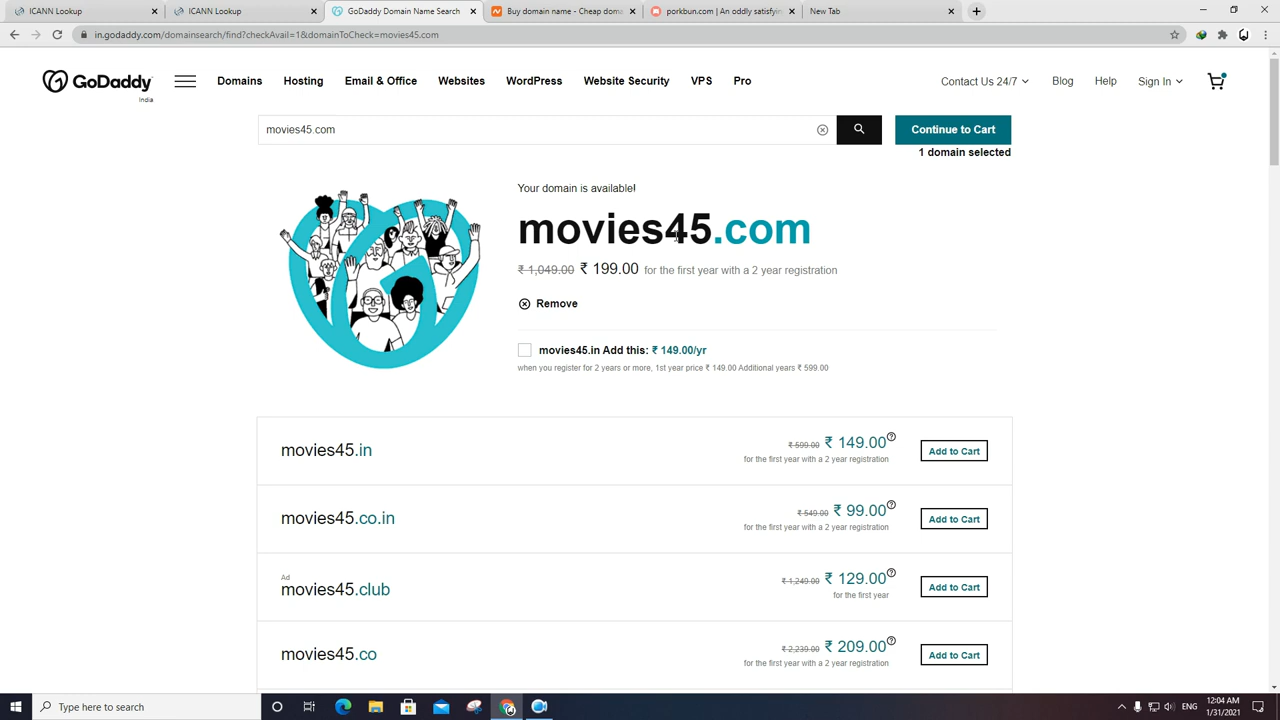 ICANN Lookup
ICANN Lookup
GoDaddy Domain Name Search
Buy domain name - Cheap dom
porkbun.com | An oddly satisfyin
New Tab
in.godaddy.com/domainsearch/find?checkAvail=1&domainToCheck=movies45.com
GoDaddy
India
Domains
Hosting
Email & Office
Websites
WordPress
Website Security
VPS
Pro
Contact Us 24/7
Blog
Help
Sign In
movies45.com
Continue to Cart
1 domain selected
Your domain is available!
movies45.com
₹ 1,049.00 ₹ 199.00 for the first year with a 2 year registration
Remove
movies45.in Add this: ₹ 149.00/yr
when you register for 2 years or more, 1st year price ₹ 149.00 Additional years ₹ 599.00
movies45.in
₹ 599.00 ₹ 149.00
for the first year with a 2 year registration
Add to Cart
movies45.co.in
₹ 549.00 ₹ 99.00
for the first year with a 2 year registration
Add to Cart
Ad
movies45.club
₹ 1,249.00 ₹ 129.00
for the first year
Add to Cart
movies45.co
₹ 2,239.00 ₹ 209.00
for the first year with a 2 year registration
Add to Cart
Type here to search
ENG
12:04 AM
1/31/2021